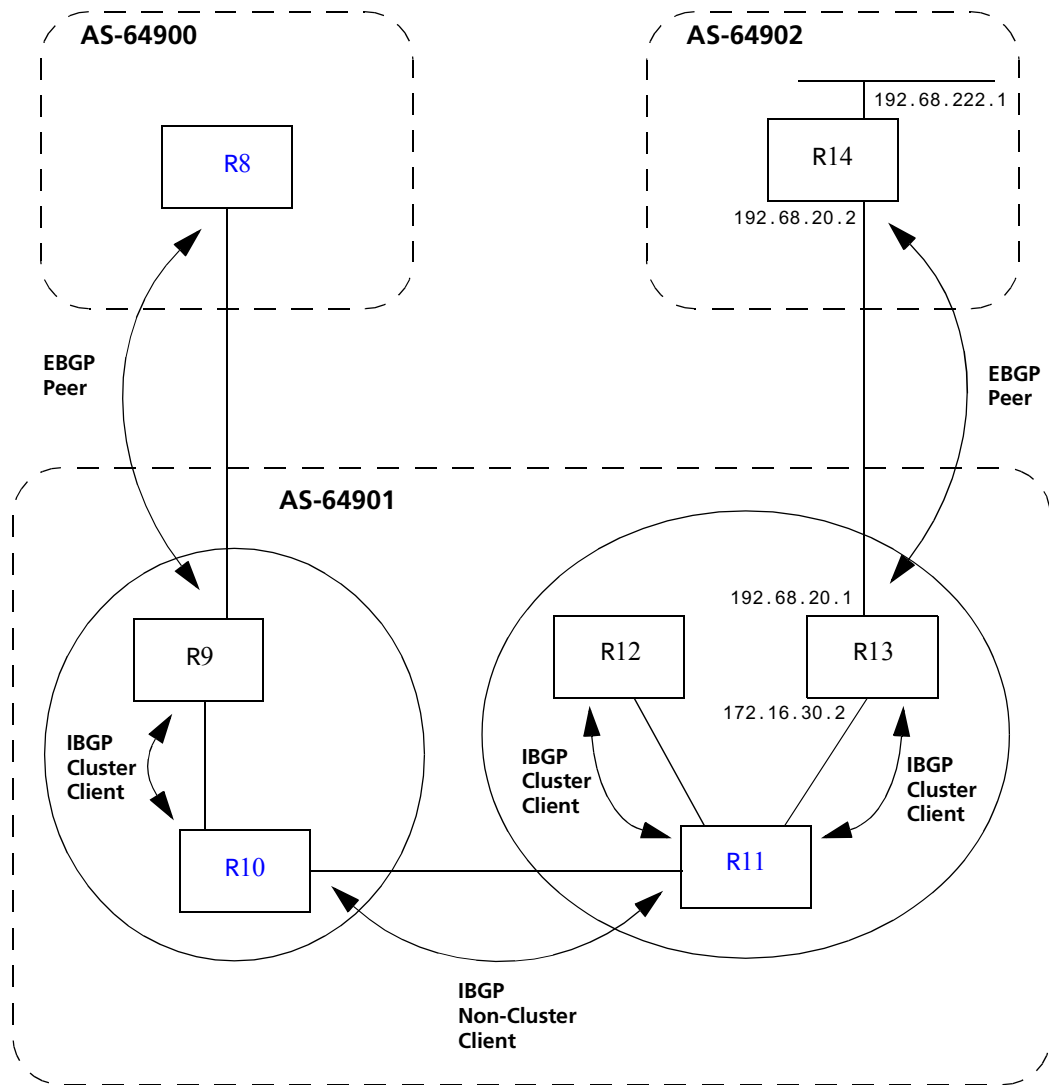 AS-64900
AS-64902
192.68.222.1
R8
R14
192.68.20.2
EBGP
Peer
EBGP
Peer
AS-64901
192.68.20.1
R9
R12
R13
172.16.30.2
IBGP
Cluster
Client
IBGP
Cluster
Client
IBGP
Cluster
Client
R10
R11
IBGP
Non-Cluster
Client